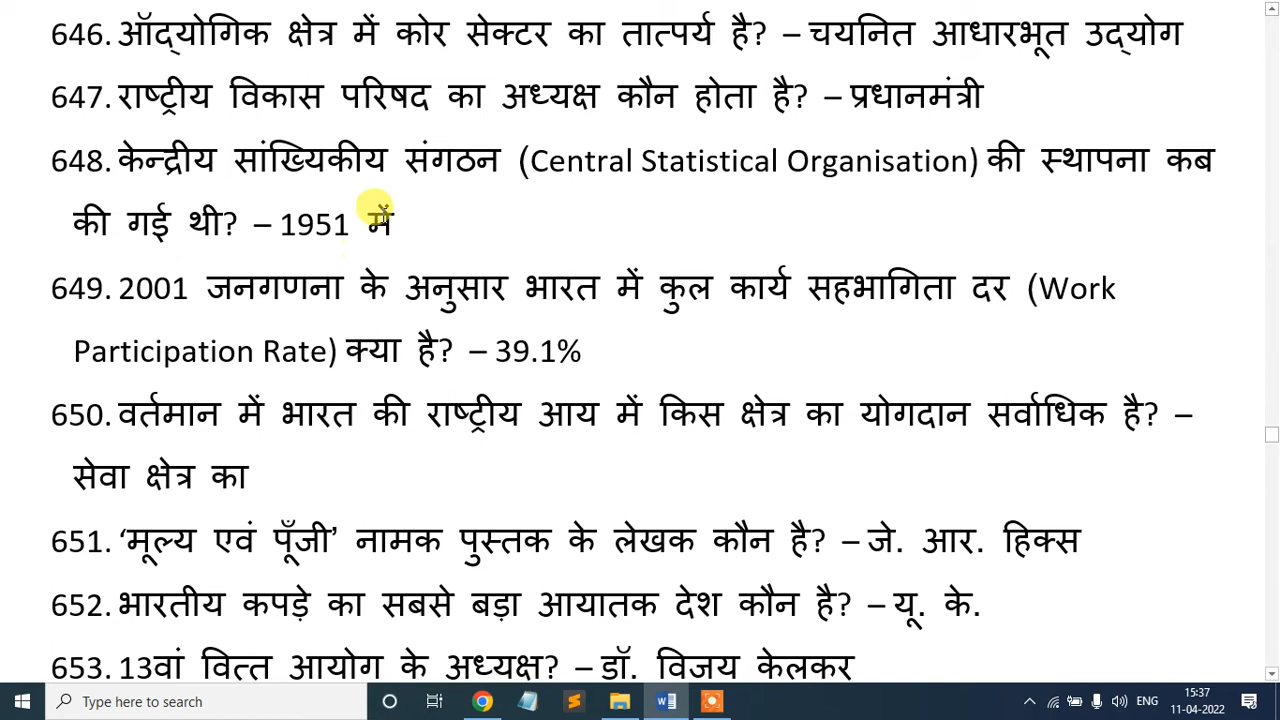 646. ऑद्योगिक क्षेत्र में कोर सेक्टर का तात्पर्य है? – चयनित आधारभूत उद्योग
647. राष्ट्रीय विकास परिषद का अध्यक्ष कौन होता है? – प्रधानमंत्री
648. केन्द्रीय सांख्यिकीय संगठन (Central Statistical Organisation) की स्थापना कब
की गई थी? – 1951 में
649. 2001 जनगणना के अनुसार भारत में कुल कार्य सहभागिता दर (Work
Participation Rate) क्या है? – 39.1%
650. वर्तमान में भारत की राष्ट्रीय आय में किस क्षेत्र का योगदान सर्वाधिक है? –
सेवा क्षेत्र का
651. ‘मूल्य एवं पूँजी’ नामक पुस्तक के लेखक कौन है? – जे. आर. हिक्स
652. भारतीय कपड़े का सबसे बड़ा आयातक देश कौन है? – यू. के.
653. 13वां वित्त आयोग के अध्यक्ष? – डॉ. विजय केलकर
Type here to search
ENG
15:37
11-04-2022